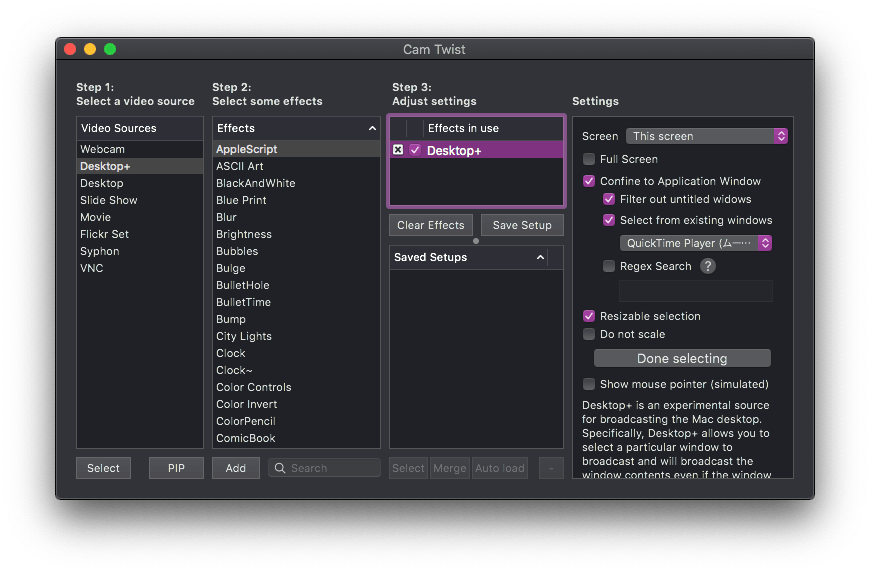 Cam Twist
Step 1:
Select a video source
Video Sources
Webcam
Desktop+
Desktop
Slide Show
Movie
Flickr Set
Syphon
VNC
Select
PIP
Step 2:
Select some effects
Effects
AppleScript
ASCII Art
BlackAndWhite
Blue Print
Blur
Brightness
Bubbles
Bulge
BulletHole
BulletTime
Bump
City Lights
Clock
Clock~
Color Controls
Color Invert
ColorPencil
ComicBook
Add
Search
Step 3:
Adjust settings
Effects in use
Desktop+
Clear Effects
Save Setup
Saved Setups
Select
Merge
Auto load
-
Settings
Screen
This screen
Full Screen
Confine to Application Window
Filter out untitled widows
Select from existing windows
QuickTime Player (ムー…
Regex Search ?
Resizable selection
Do not scale
Done selecting
Show mouse pointer (simulated)
Desktop+ is an experimental source
for broadcasting the Mac desktop.
Specifically, Desktop+ allows you to
select a particular window to
broadcast and will broadcast the
window contents even if the window